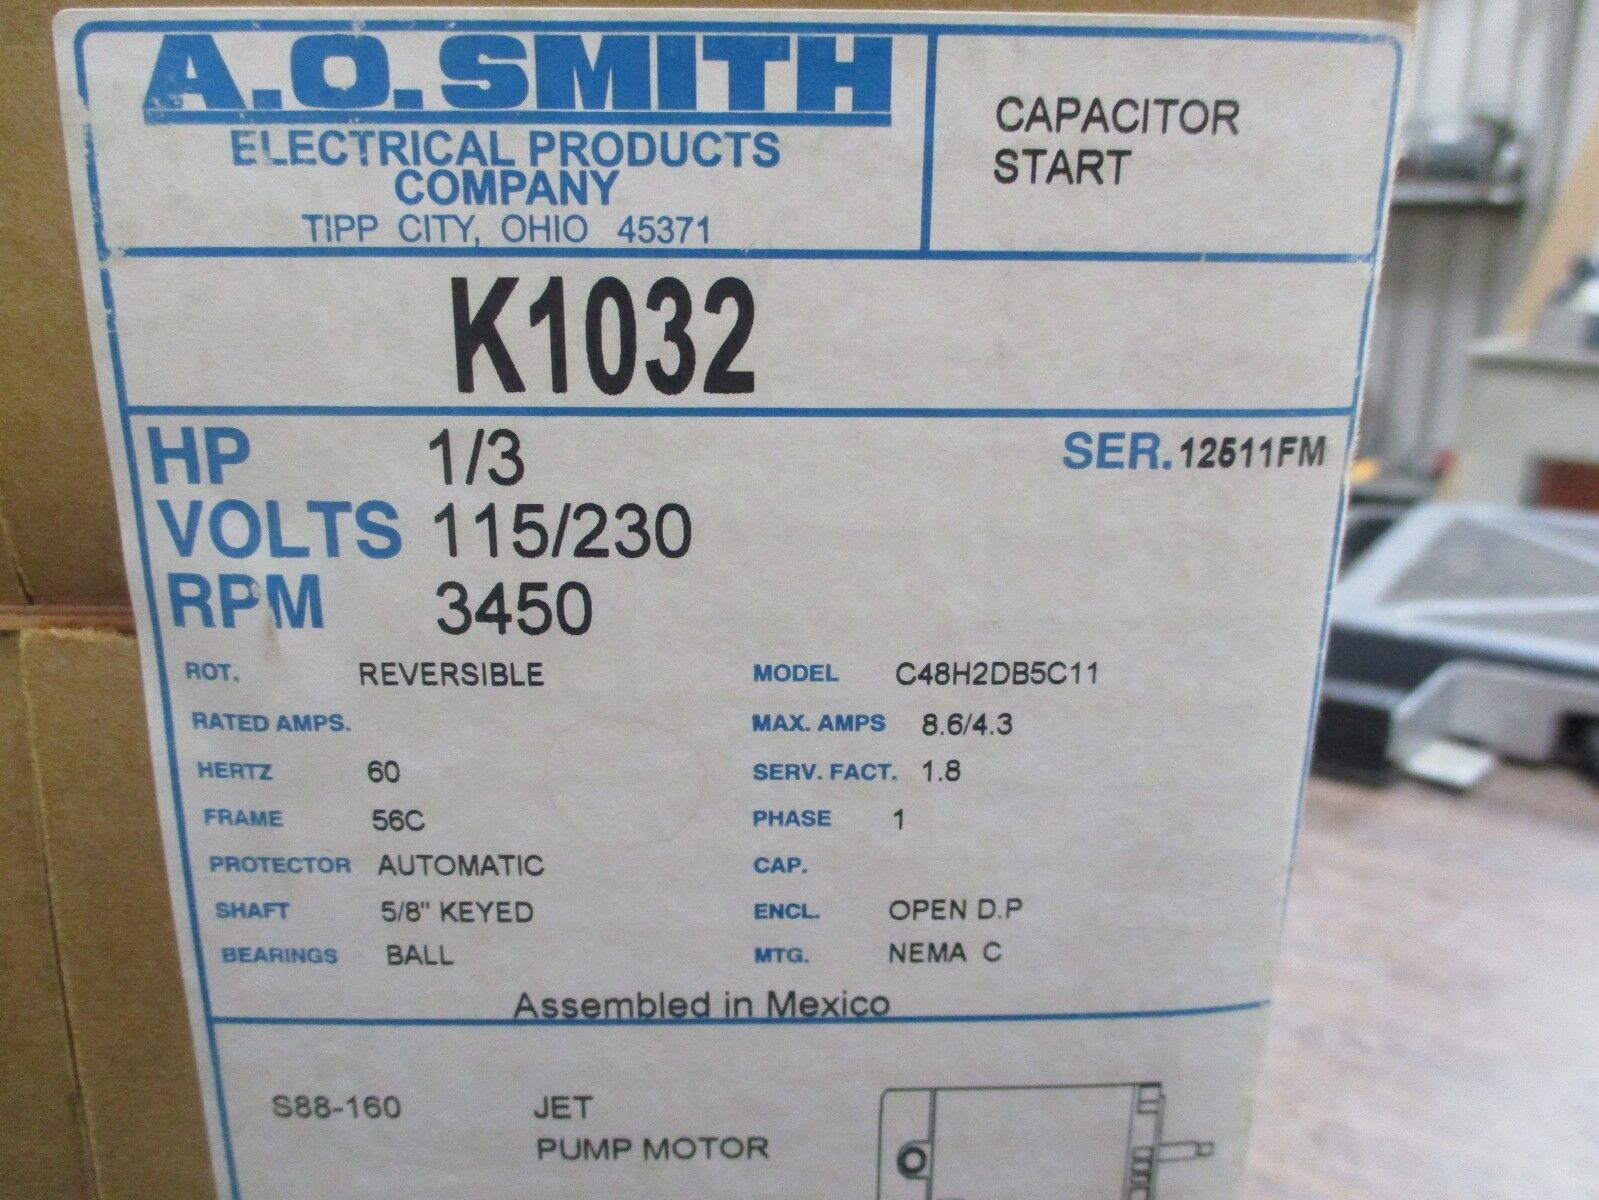 A.O. SMITH
ELECTRICAL PRODUCTS
COMPANY
TIPP CITY, OHIO 45371
CAPACITOR
START
K1032
HP 1/3
SER. 12511FM
VOLTS 115/230
RPM 3450
ROT. REVERSIBLE
MODEL C48H2DB5C11
RATED AMPS.
MAX. AMPS 8.6/4.3
HERTZ 60
SERV. FACT. 1.8
FRAME 56C
PHASE 1
PROTECTOR AUTOMATIC
CAP.
SHAFT 5/8" KEYED
ENCL. OPEN D.P
BEARINGS BALL
MTG. NEMA C
Assembled in Mexico
S88-160
JET
PUMP MOTOR